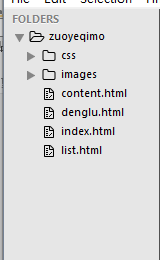 File Edit Selection
FOLDERS
zuoyeqimo
css
images
content.html
denglu.html
index.html
list.html